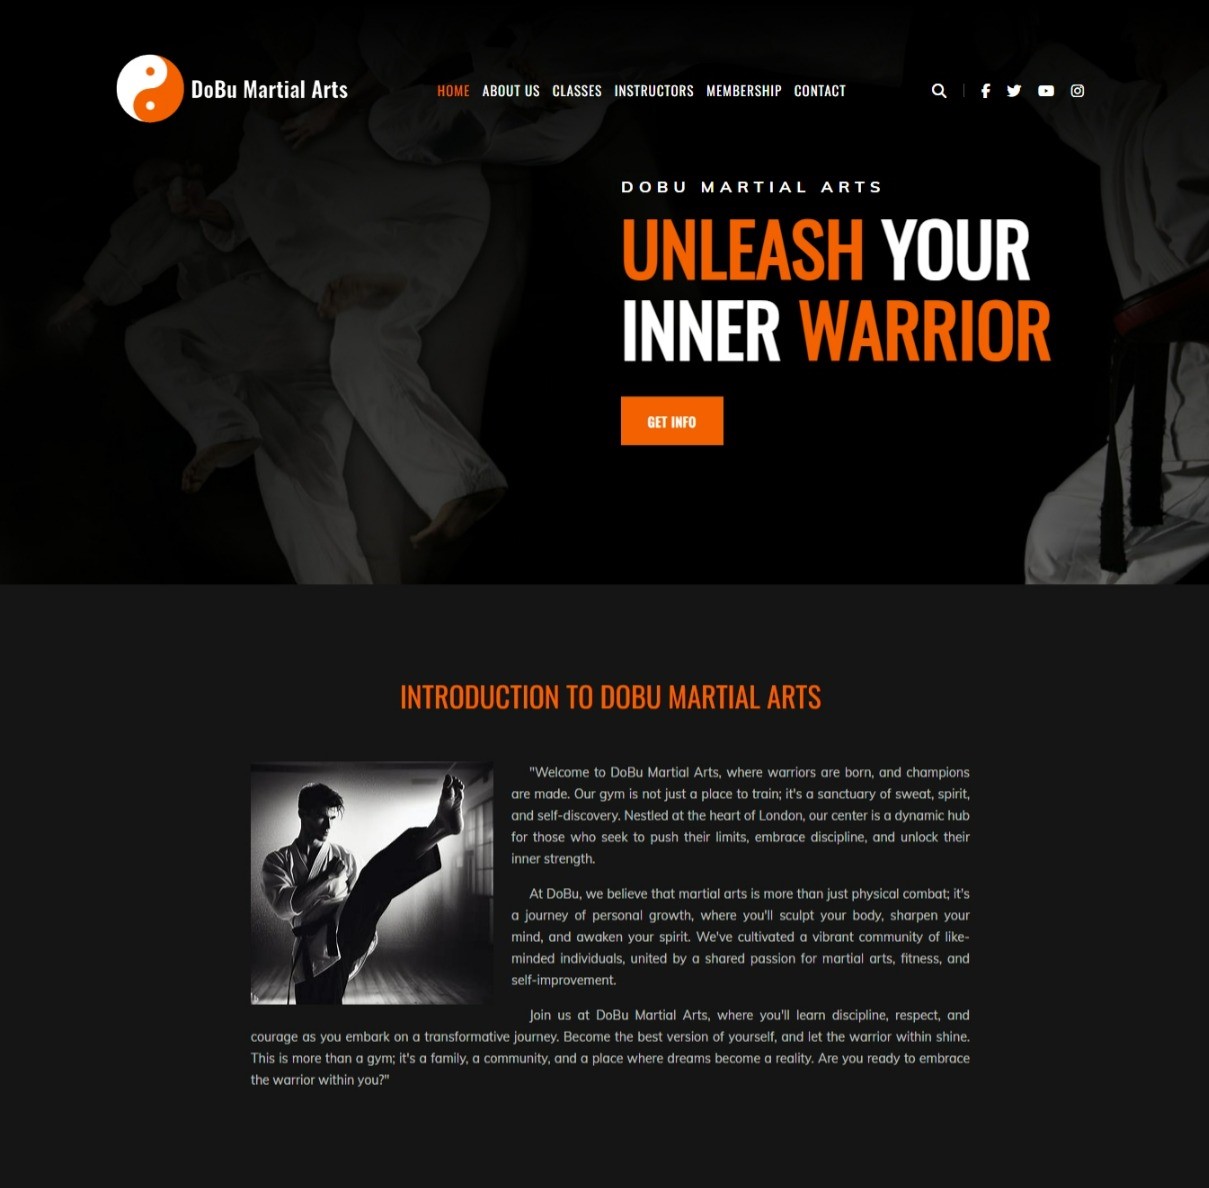 DoBu Martial Arts
HOME ABOUT US CLASSES INSTRUCTORS MEMBERSHIP CONTACT
DOBU MARTIAL ARTS
UNLEASH YOUR
INNER WARRIOR
GET INFO
INTRODUCTION TO DOBU MARTIAL ARTS
"Welcome to DoBu Martial Arts, where warriors are born, and champions
are made. Our gym is not just a place to train; it's a sanctuary of sweat, spirit,
and self-discovery. Nestled at the heart of London, our center is a dynamic hub
for those who seek to push their limits, embrace discipline, and unlock their
inner strength.
At DoBu, we believe that martial arts is more than just physical combat; it's
a journey of personal growth, where you'll sculpt your body, sharpen your
mind, and awaken your spirit. We've cultivated a vibrant community of like-
minded individuals, united by a shared passion for martial arts, fitness, and
self-improvement.
Join us at DoBu Martial Arts, where you'll learn discipline, respect, and
courage as you embark on a transformative journey. Become the best version of yourself, and let the warrior within shine.
This is more than a gym; it's a family, a community, and a place where dreams become a reality. Are you ready to embrace
the warrior within you?"